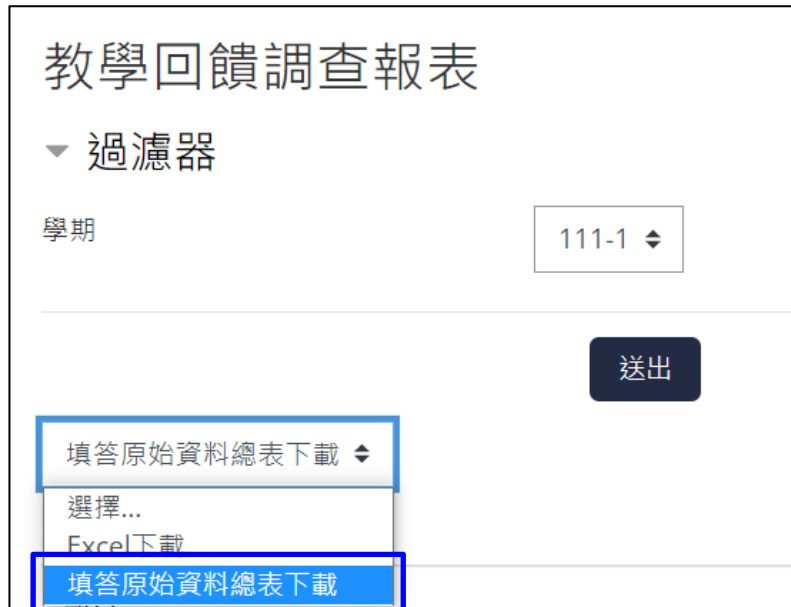 教學回饋調查報表
過濾器
學期
111-1
送出
填答原始資料總表下載
選擇...
Excel下載
填答原始資料總表下載